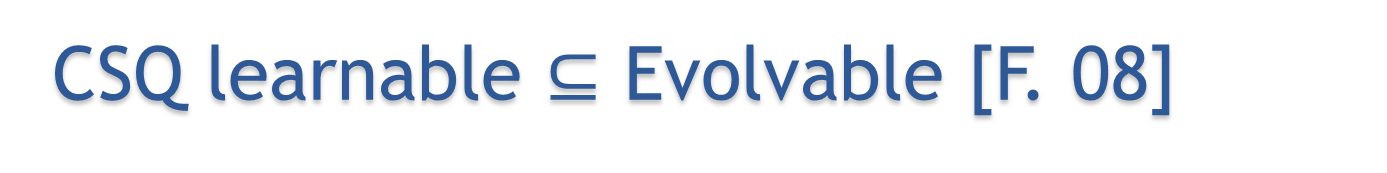 CSQ learnable ⊆ Evolvable [F. 08]